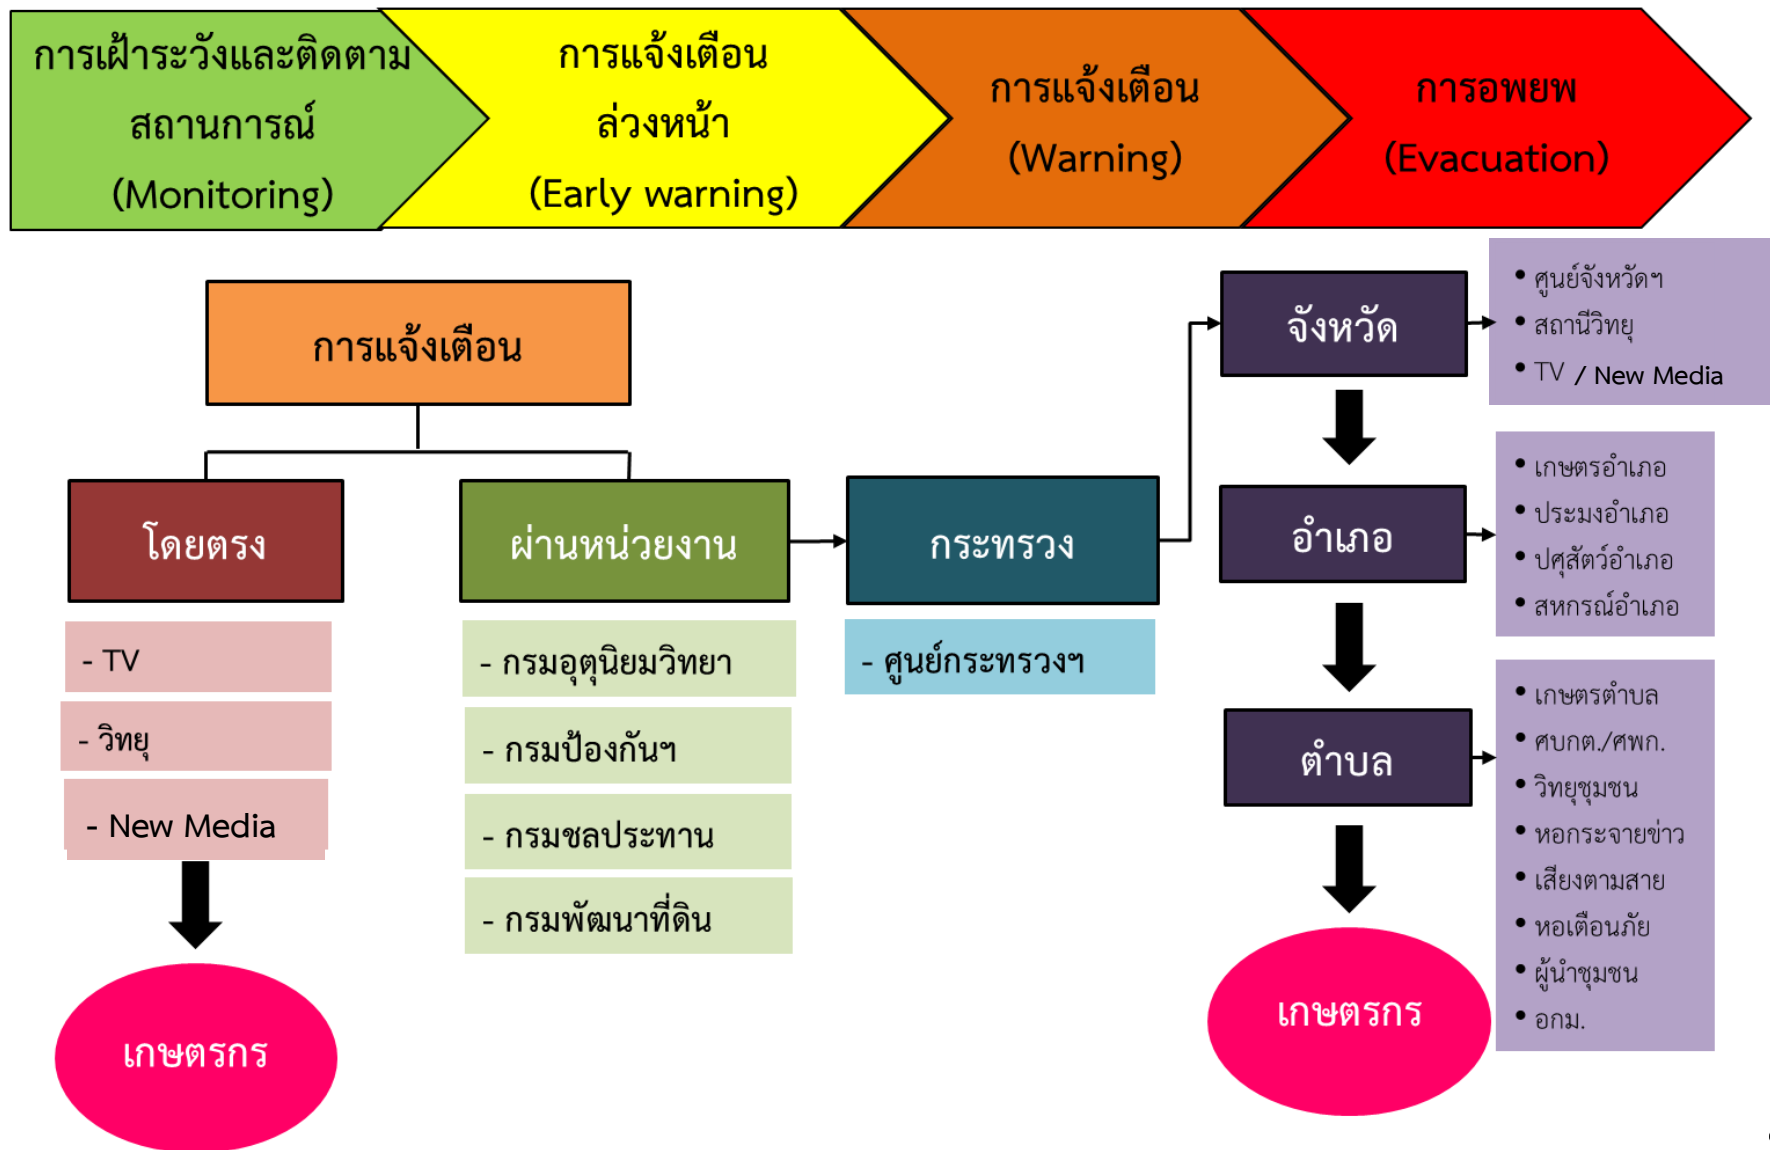 การเฝ้าระวังและติดตาม
สถานการณ์
(Monitoring)
การแจ้งเตือน
ล่วงหน้า
(Early warning)
การแจ้งเตือน
(Warning)
การอพยพ
(Evacuation)
การแจ้งเตือน
โดยตรง
- TV
- วิทยุ
- New Media
เกษตรกร
ผ่านหน่วยงาน
- กรมอุตุนิยมวิทยา
- กรมป้องกันฯ
- กรมชลประทาน
- กรมพัฒนาที่ดิน
กระทรวง
- ศูนย์กระทรวงฯ
จังหวัด
• ศูนย์จังหวัดฯ
• สถานีวิทยุ
• TV / New Media
อำเภอ
• เกษตรอำเภอ
• ประมงอำเภอ
• ปศุสัตว์อำเภอ
• สหกรณ์อำเภอ
ตำบล
• เกษตรตำบล
• ศบกต./ศพก.
• วิทยุชุมชน
• หอกระจายข่าว
• เสียงตามสาย
• หอเตือนภัย
• ผู้นำชุมชน
• อกม.
เกษตรกร